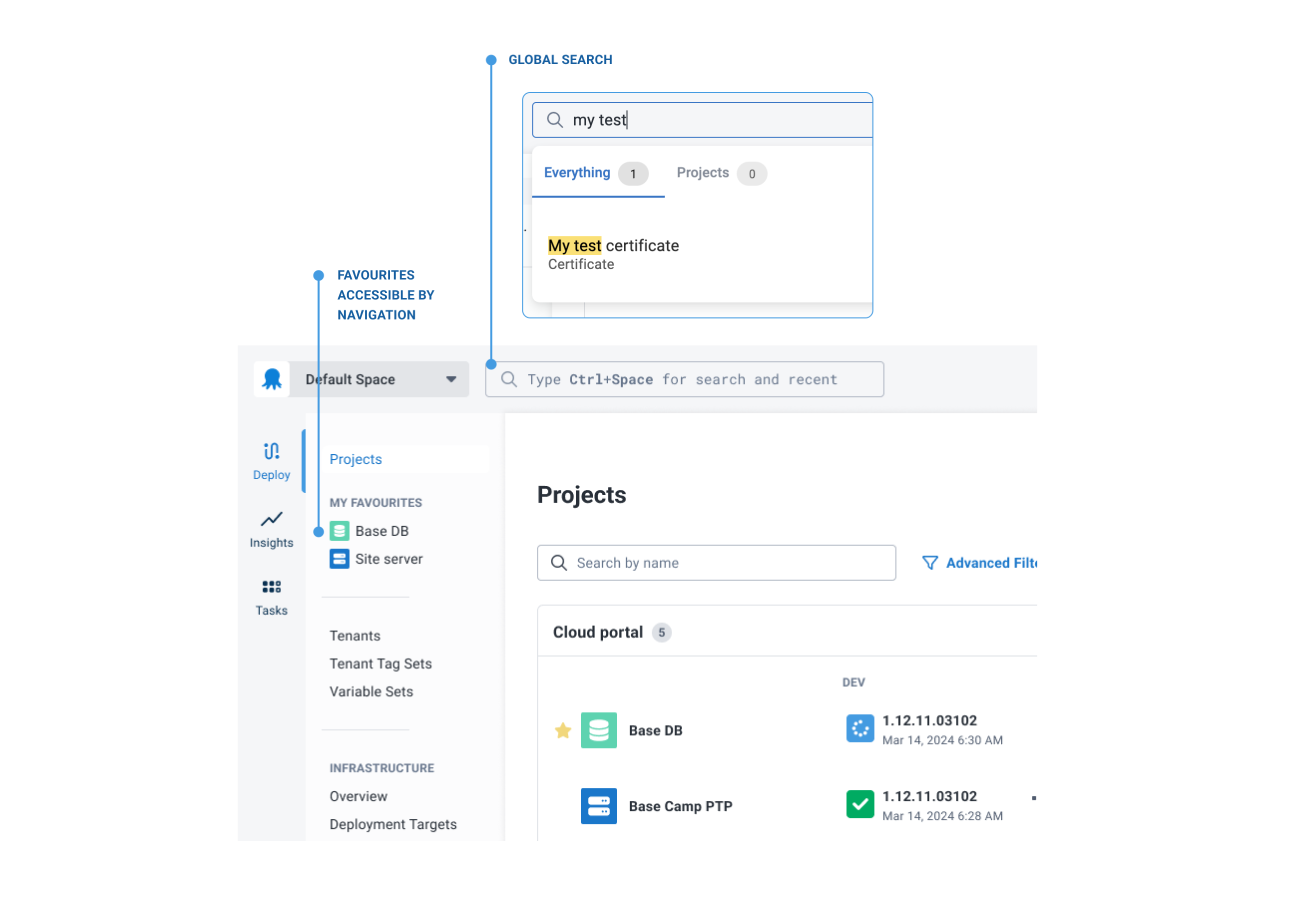 GLOBAL SEARCH
my test
Everything 1 Projects 0
My test certificate
Certificate
FAVOURITES
ACCESSIBLE BY
NAVIGATION
Default Space
Type Ctrl+Space for search and recent
Deploy
Insights
Tasks
Projects
MY FAVOURITES
Base DB
Site server
Tenants
Tenant Tag Sets
Variable Sets
INFRASTRUCTURE
Overview
Deployment Targets
Projects
Search by name
Advanced Filte
Cloud portal 5
DEV
Base DB
1.12.11.03102
Mar 14, 2024 6:30 AM
Base Camp PTP
1.12.11.03102
Mar 14, 2024 6:28 AM